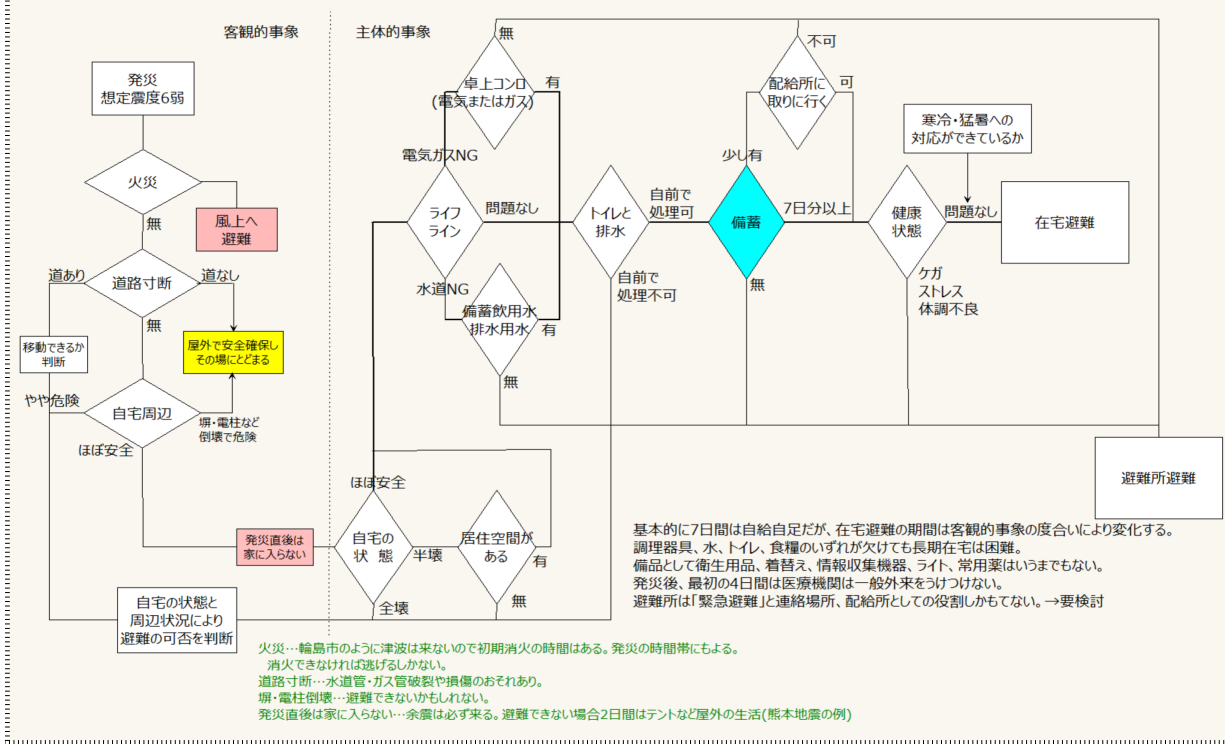 客観的事象
主体的事象
発災
想定震度6弱
火災
無
風上へ
避難
道あり
道路寸断
道なし
無
移動できるか
判断
屋外で安全確保し
その場にとどまる
やや危険
自宅周辺
塀・電柱など
倒壊で危険
ほぼ安全
発災直後は
家に入らない
自宅の状態と
周辺状況により
避難の可否を判断
ほぼ安全
自宅の
状 態
半壊
全壊
居住空間が
ある
有
無
無
卓上コンロ
(電気またはガス)
有
電気ガスNG
ライフ
ライン
問題なし
水道NG
備蓄飲用水
排水用水
有
無
トイレと
排水
自前で
処理可
自前で
処理不可
不可
配給所に
取りに行く
可
少し有
備蓄
7日分以上
無
寒冷・猛暑への
対応ができているか
健康
状態
問題なし
ケガ
ストレス
体調不良
在宅避難
避難所避難
基本的に7日間は自給自足だが、在宅避難の期間は客観的事象の度合いにより変化する。
調理器具、水、トイレ、食糧のいずれが欠けても長期在宅は困難。
備品として衛生用品、着替え、情報収集機器、ライト、常用薬はいうまでもない。
発災後、最初の4日間は医療機関は一般外来をうけつけない。
避難所は「緊急避難」と連絡場所、配給所としての役割しかもてない。→要検討
火災…輪島市のように津波は来ないので初期消火の時間はある。発災の時間帯にもよる。
消火できなければ逃げるしかない。
道路寸断…水道管・ガス管破裂や損傷のおそれあり。
塀・電柱倒壊…避難できないかもしれない。
発災直後は家に入らない…余震は必ず来る。避難できない場合2日間はテントなど屋外の生活(熊本地震の例)